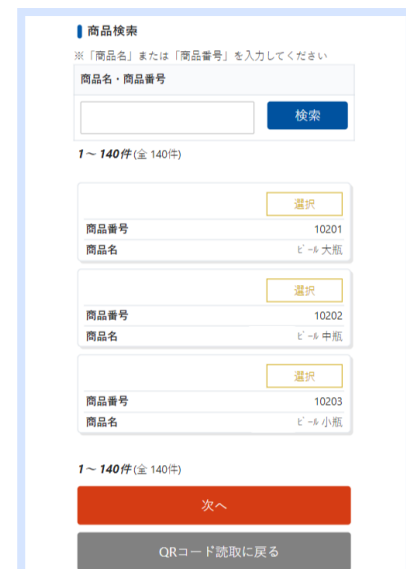 商品検索
※「商品名」または「商品番号」を入力してください
商品名・商品番号
検索
1～ 140件(全 140件)
選択
商品番号 10201
商品名 ﾋﾞｰﾙ 大瓶
選択
商品番号 10202
商品名 ﾋﾞｰﾙ 中瓶
選択
商品番号 10203
商品名 ﾋﾞｰﾙ 小瓶
1～ 140件(全 140件)
次へ
QRコード読取に戻る